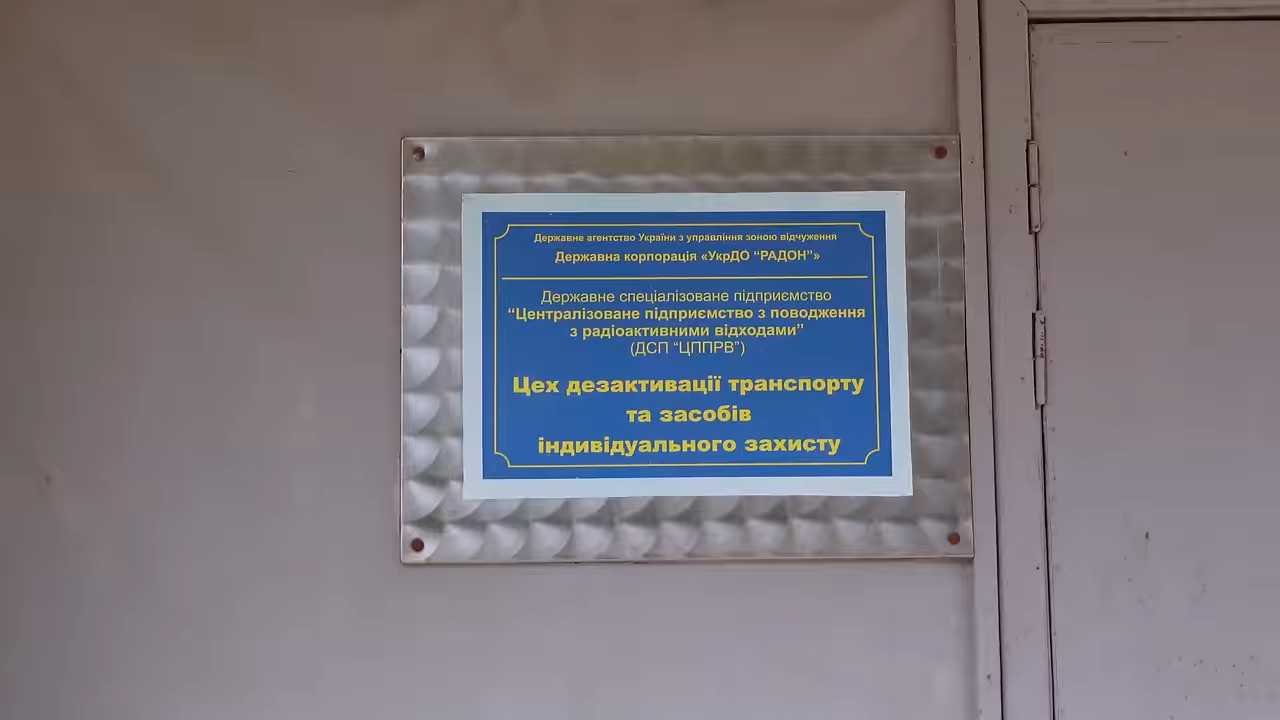 Державне агентство України з управління зоною відчуження
Державна корпорація «УкрДО “РАДОН”»
Державне спеціалізоване підприємство
“Централізоване підприємство з поводження
з радіоактивними відходами”
(ДСП “ЦППРВ”)
Цех дезактивації транспорту
та засобів
індивідуального захисту